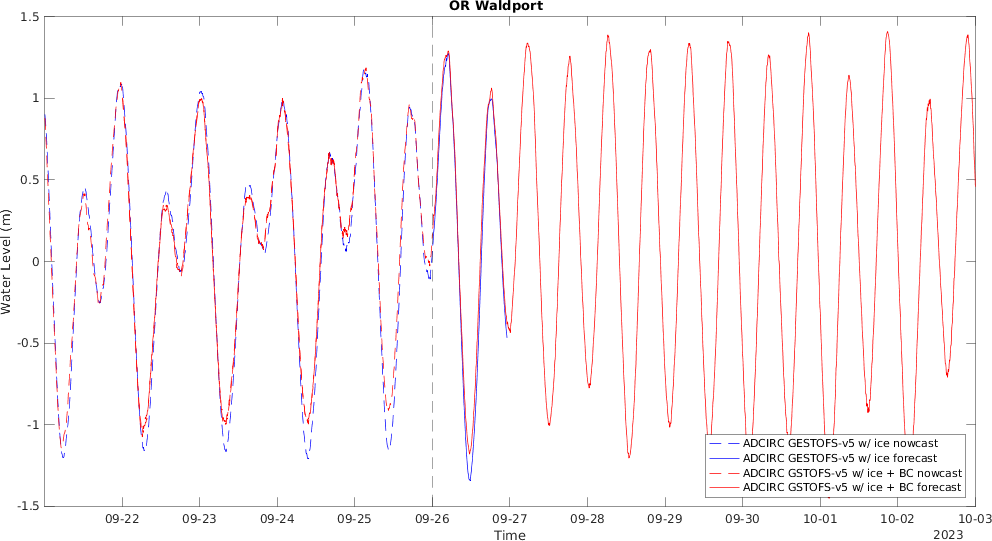 OR Waldport
1.5
1
0.5
0
-0.5
-1
-1.5
Water Level (m)
09-22 09-23 09-24 09-25 09-26 09-27 09-28 09-29 09-30 10-01 10-02 10-03
Time
2023
ADCIRC GESTOFS-v5 w/ ice nowcast
ADCIRC GESTOFS-v5 w/ ice forecast
ADCIRC GSTOFS-v5 w/ ice + BC nowcast
ADCIRC GSTOFS-v5 w/ ice + BC forecast